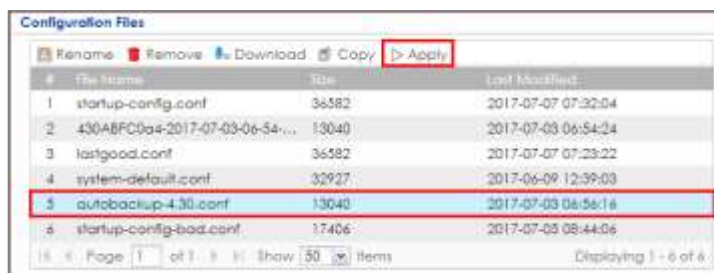 Configuration Files
Rename Remove Download Copy Apply
# File Name Size Last Modified
1 startup-config.conf 36582 2017-07-07 07:32:04
2 430ABFC0a4-2017-07-03-06-54-... 13040 2017-07-03 06:54:24
3 lastgood.conf 36582 2017-07-07 07:23:22
4 system-default.conf 32927 2017-06-09 12:39:03
5 autobackup-4.30.conf 13040 2017-07-03 06:56:16
6 startup-config-bad.conf 17406 2017-07-05 08:44:06
Page 1 of 1 Show 50 items Displaying 1 - 6 of 6